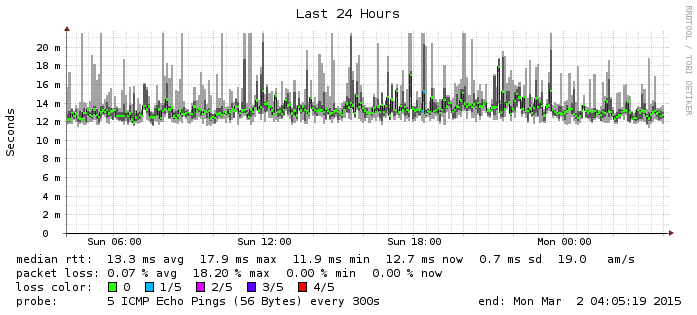 Last 24 Hours
RRDTOOL / TOBI OETIKER
Seconds
20 m
18 m
16 m
14 m
12 m
10 m
8 m
6 m
4 m
2 m
0
Sun 06:00 Sun 12:00 Sun 18:00 Mon 00:00
median rtt: 13.3 ms avg 17.9 ms max 11.9 ms min 12.7 ms now 0.7 ms sd 19.0 am/s
packet loss: 0.07 % avg 18.20 % max 0.00 % min 0.00 % now
loss color: 0 1/5 2/5 3/5 4/5
probe: 5 ICMP Echo Pings (56 Bytes) every 300s end: Mon Mar 2 04:05:19 2015